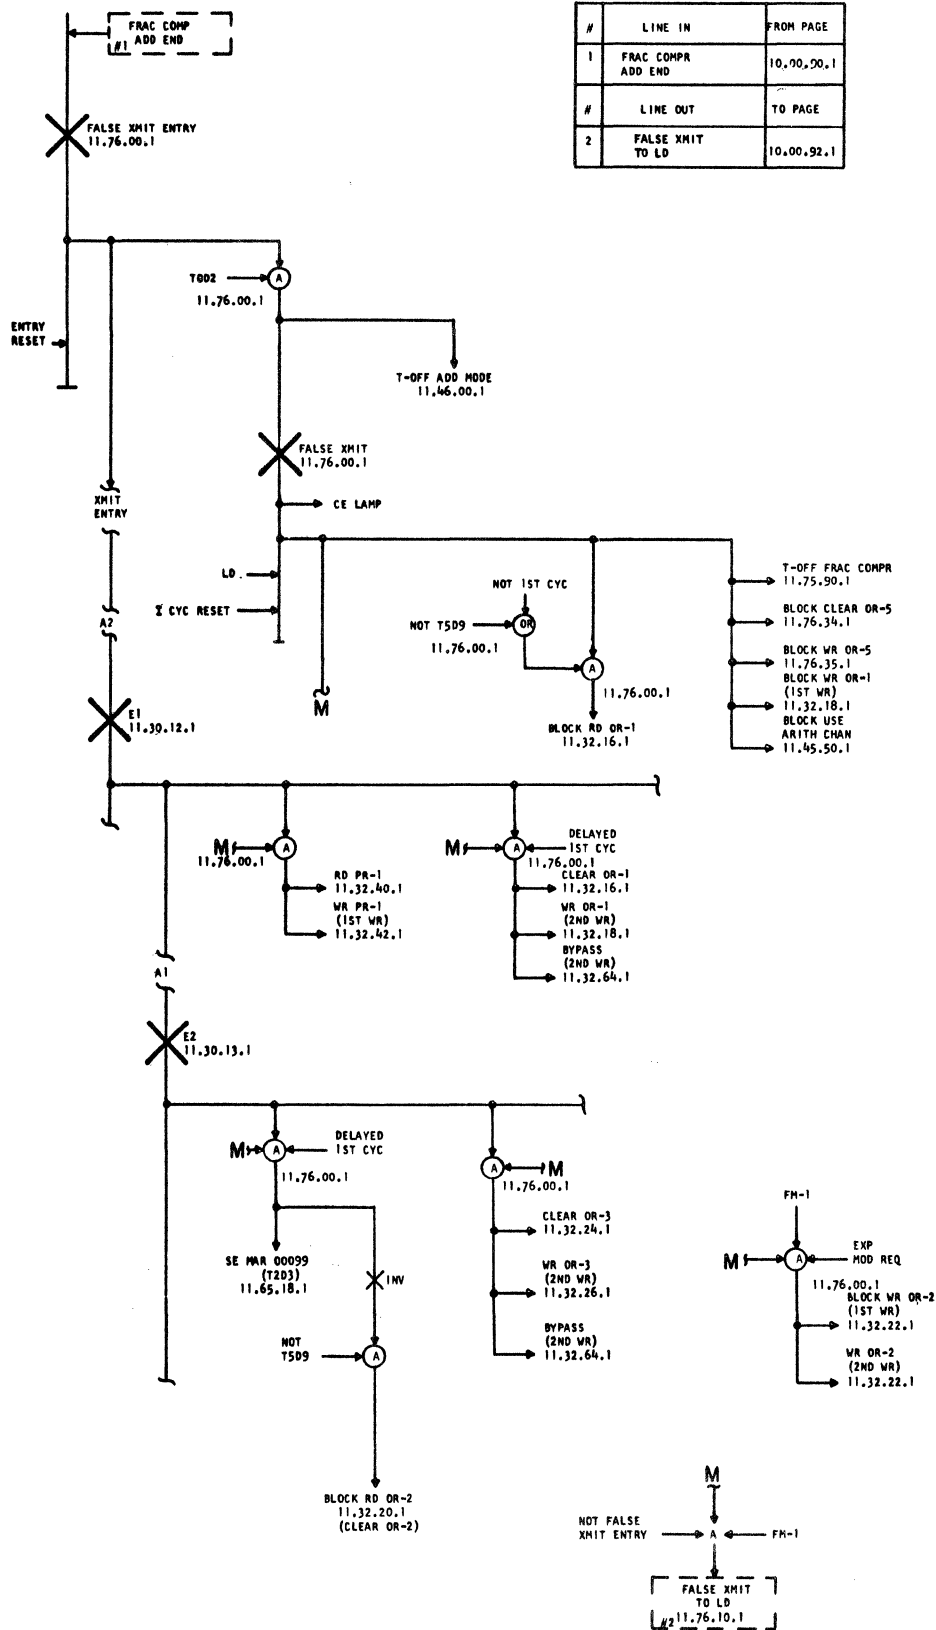 FRAC COMP
ADD END
#1
# LINE IN FROM PAGE
1 FRAC COMPR
ADD END
10.00.90.1
# LINE OUT TO PAGE
2 FALSE XMIT
TO LD
10.00.92.1
FALSE XMIT ENTRY
11.76.00.1
T0D2
A
11.76.00.1
ENTRY
RESET
T-OFF ADD MODE
11.46.00.1
FALSE XMIT
11.76.00.1
CE LAMP
XMIT
ENTRY
LD
CYC RESET
NOT 1ST CYC
NOT T5D9
OR
11.76.00.1
A
11.76.00.1
BLOCK RD OR-1
11.32.16.1
T-OFF FRAC COMPR
11.75.90.1
BLOCK CLEAR OR-5
11.76.34.1
BLOCK WR OR-5
11.76.35.1
BLOCK WR OR-1
(1ST WR)
11.32.18.1
BLOCK USE
ARITH CHAN
11.45.50.1
A2
M
E1
11.30.12.1
M
A
11.76.00.1
RD PR-1
11.32.40.1
WR PR-1
(1ST WR)
11.32.42.1
M
A
DELAYED
1ST CYC
11.76.00.1
CLEAR OR-1
11.32.16.1
WR OR-1
(2ND WR)
11.32.18.1
BYPASS
(2ND WR)
11.32.64.1
A1
E2
11.30.13.1
M
A
DELAYED
1ST CYC
11.76.00.1
SE MAR 00099
(T2D3)
11.65.18.1
INV
NOT
T5D9
A
BLOCK RD OR-2
11.32.20.1
(CLEAR OR-2)
A
M
11.76.00.1
CLEAR OR-3
11.32.24.1
WR OR-3
(2ND WR)
11.32.26.1
BYPASS
(2ND WR)
11.32.64.1
FM-1
M
A
EXP
MOD REQ
11.76.00.1
BLOCK WR OR-2
(1ST WR)
11.32.22.1
WR OR-2
(2ND WR)
11.32.22.1
M
NOT FALSE
XMIT ENTRY
A
FM-1
FALSE XMIT
TO LD
#2 11.76.10.1